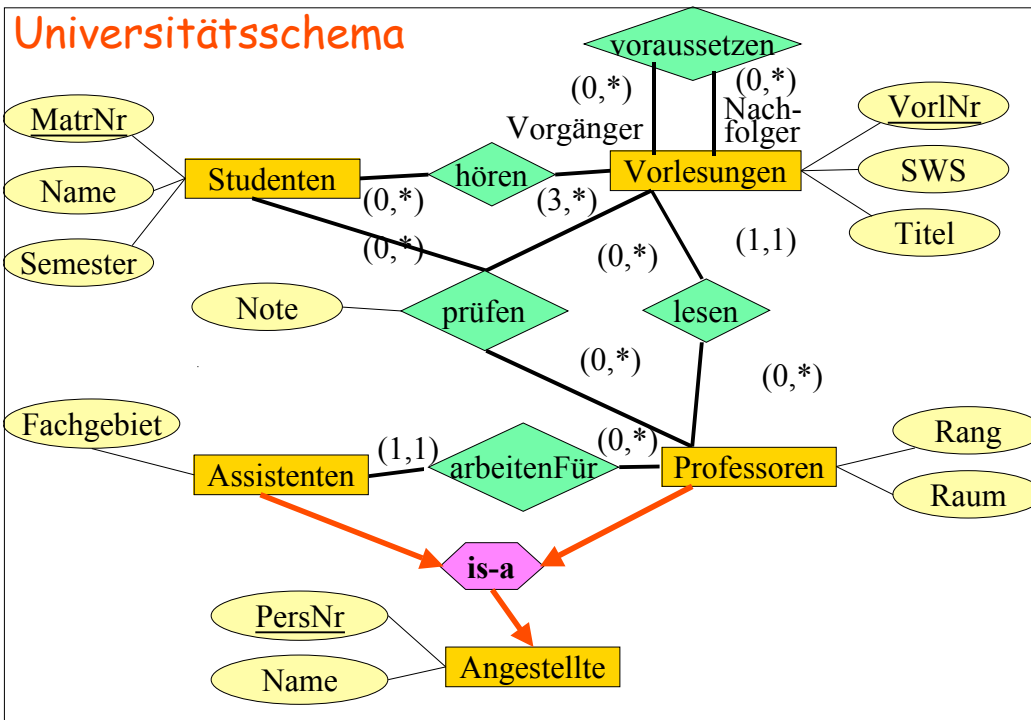 Universitätsschema
voraussetzen
(0,*)
(0,*)
Vorgänger
Nach-
folger
MatrNr
Name
Semester
Studenten
(0,*)
hören
(3,*)
Vorlesungen
VorlNr
SWS
Titel
(0,*)
(0,*)
(1,1)
Note
prüfen
lesen
(0,*)
(0,*)
Fachgebiet
Assistenten
(1,1)
arbeitenFür
(0,*)
Professoren
Rang
Raum
is-a
PersNr
Name
Angestellte